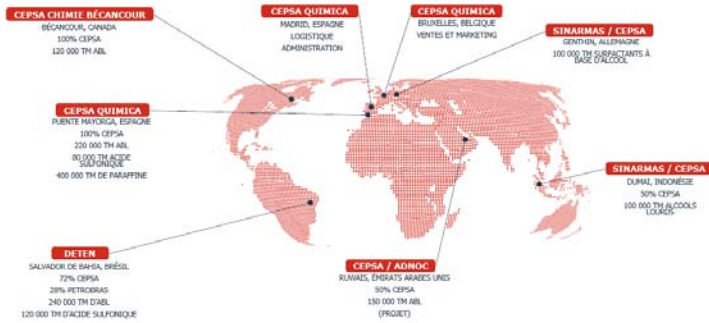 CEPSA CHIMIE BÉCANCOUR
BÉCANCOUR, CANADA
100% CEPSA
120 000 TM ABL
CEPSA QUIMICA
MADRID, ESPAGNE
LOGISTIQUE
ADMINISTRATION
CEPSA QUIMICA
BRUXELLES, BELGIQUE
VENTES ET MARKETING
SINARMAS / CEPSA
GENTHIN, ALLEMAGNE
100 000 TM SURFACTANTS À
BASE D'ALCOOL
CEPSA QUIMICA
PUENTE MAYORGA, ESPAGNE
100% CEPSA
220 000 TM ABL
80 000 TM ACIDE
SULFONIQUE
400 000 TM DE PARAFFINE
SINARMAS / CEPSA
DUMAI, INDONÉSIE
50% CEPSA
100 000 TM ALCOOLS
LOURDS
DETEN
SALVADOR DE BAHIA, BRÉSIL
72% CEPSA
28% PETROBRAS
240 000 TM D'ABL
120 000 TM D'ACIDE SULFONIQUE
CEPSA / ADNOC
RUWAIS, ÉMIRATS ARABES UNIS
50% CEPSA
150 000 TM ABL
(PROJET)